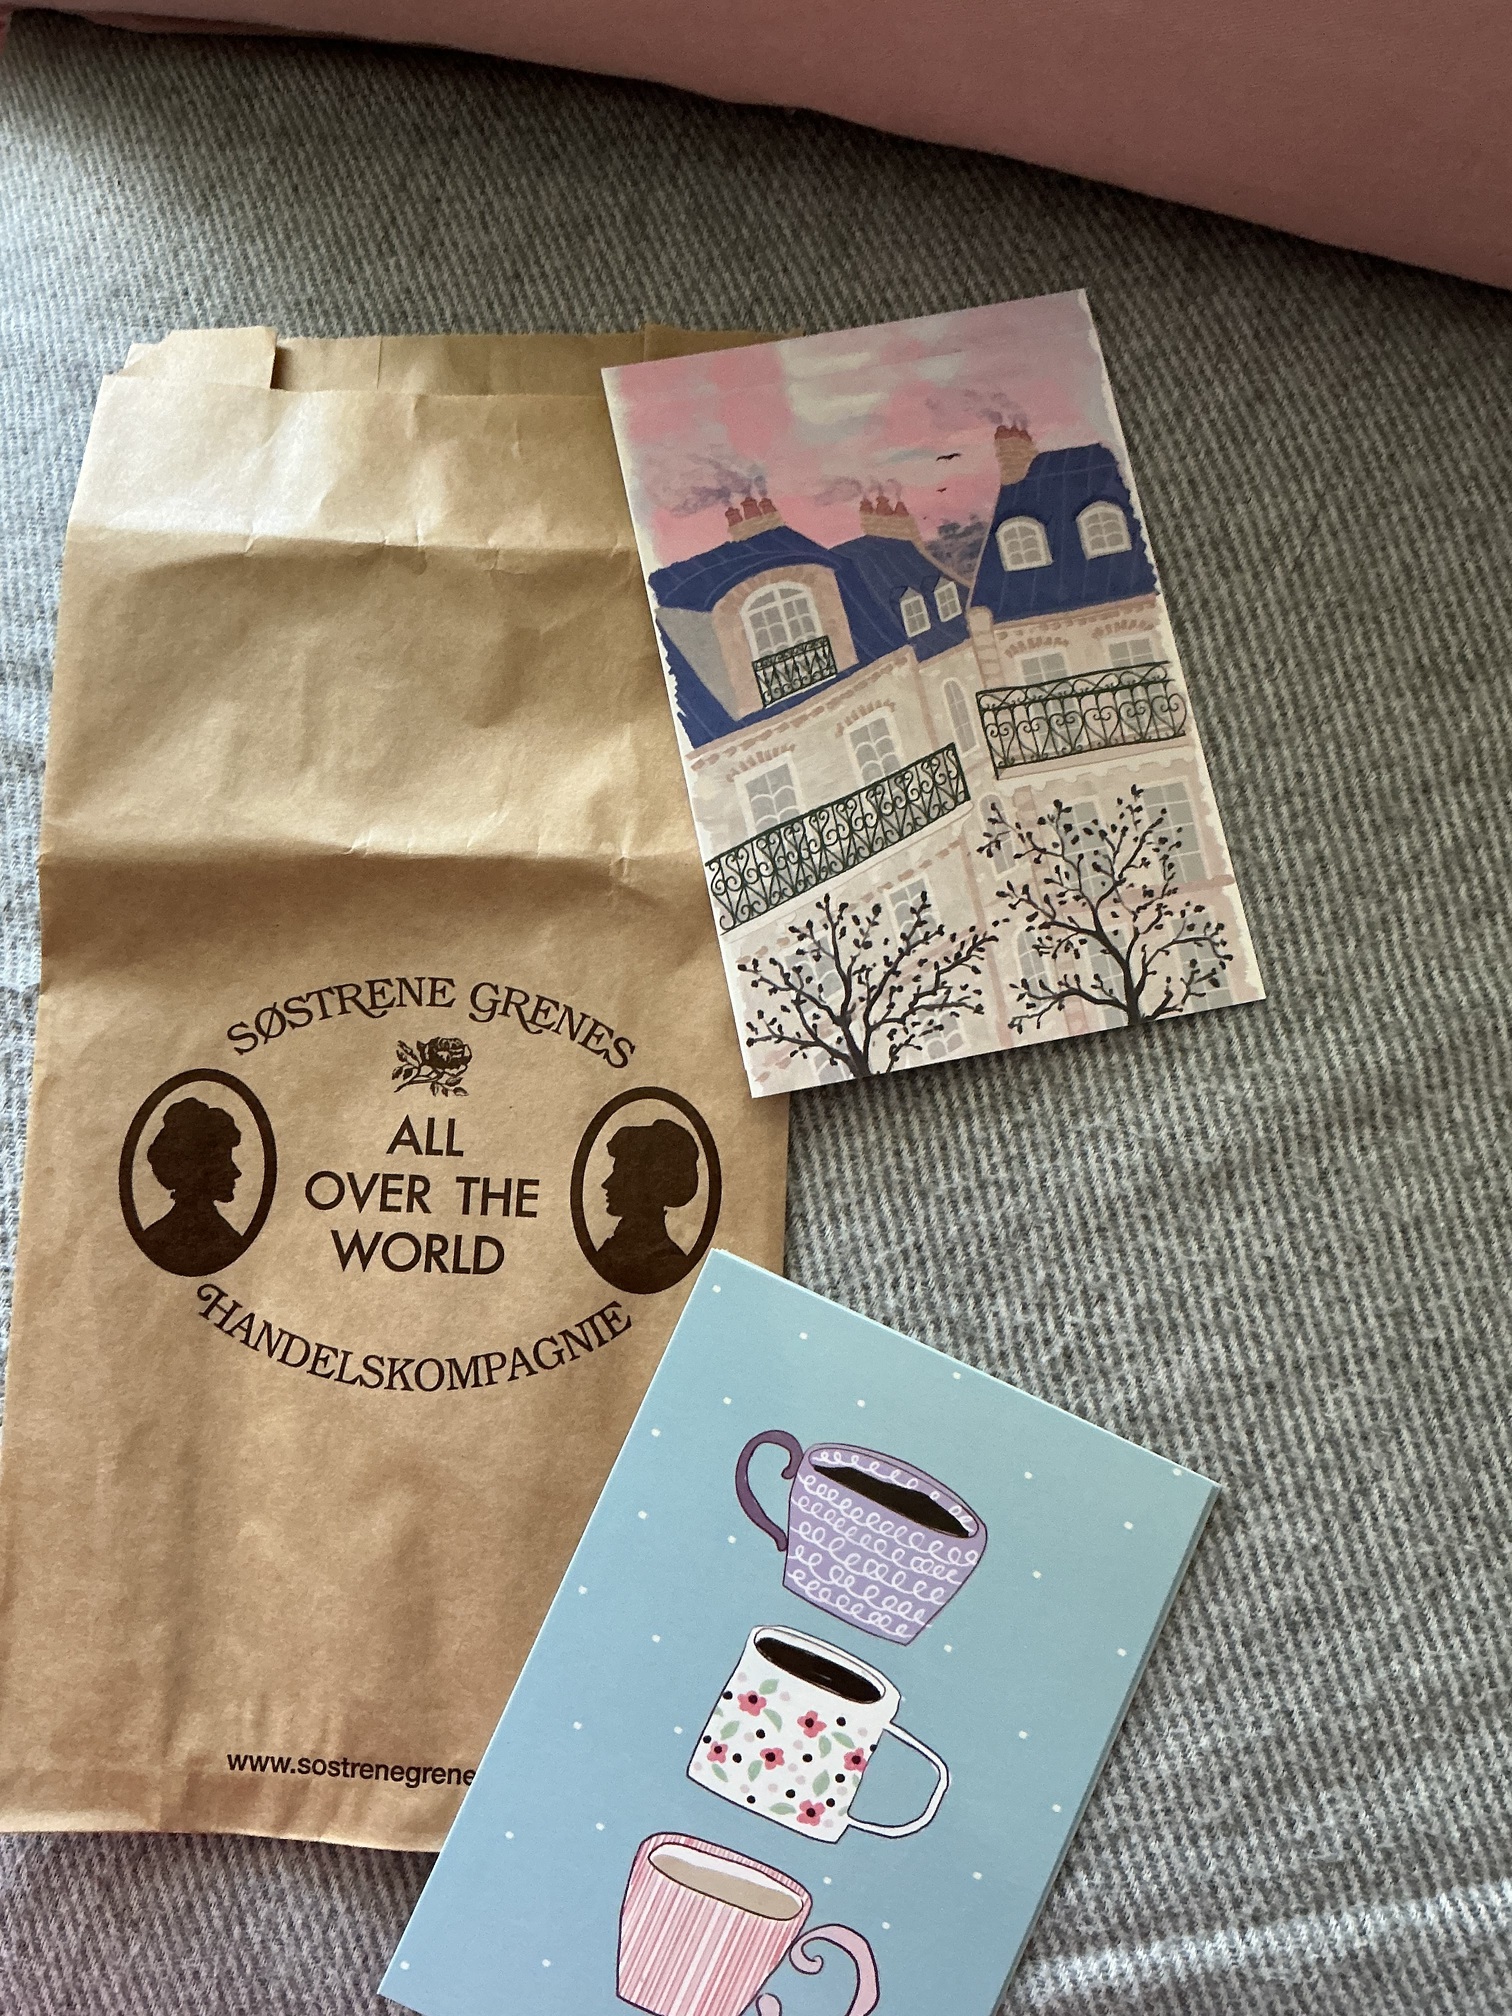 SØSTRENE GRENES
ALL
OVER THE
WORLD
HANDELSKOMPAGNIE
www.sostrenegrene